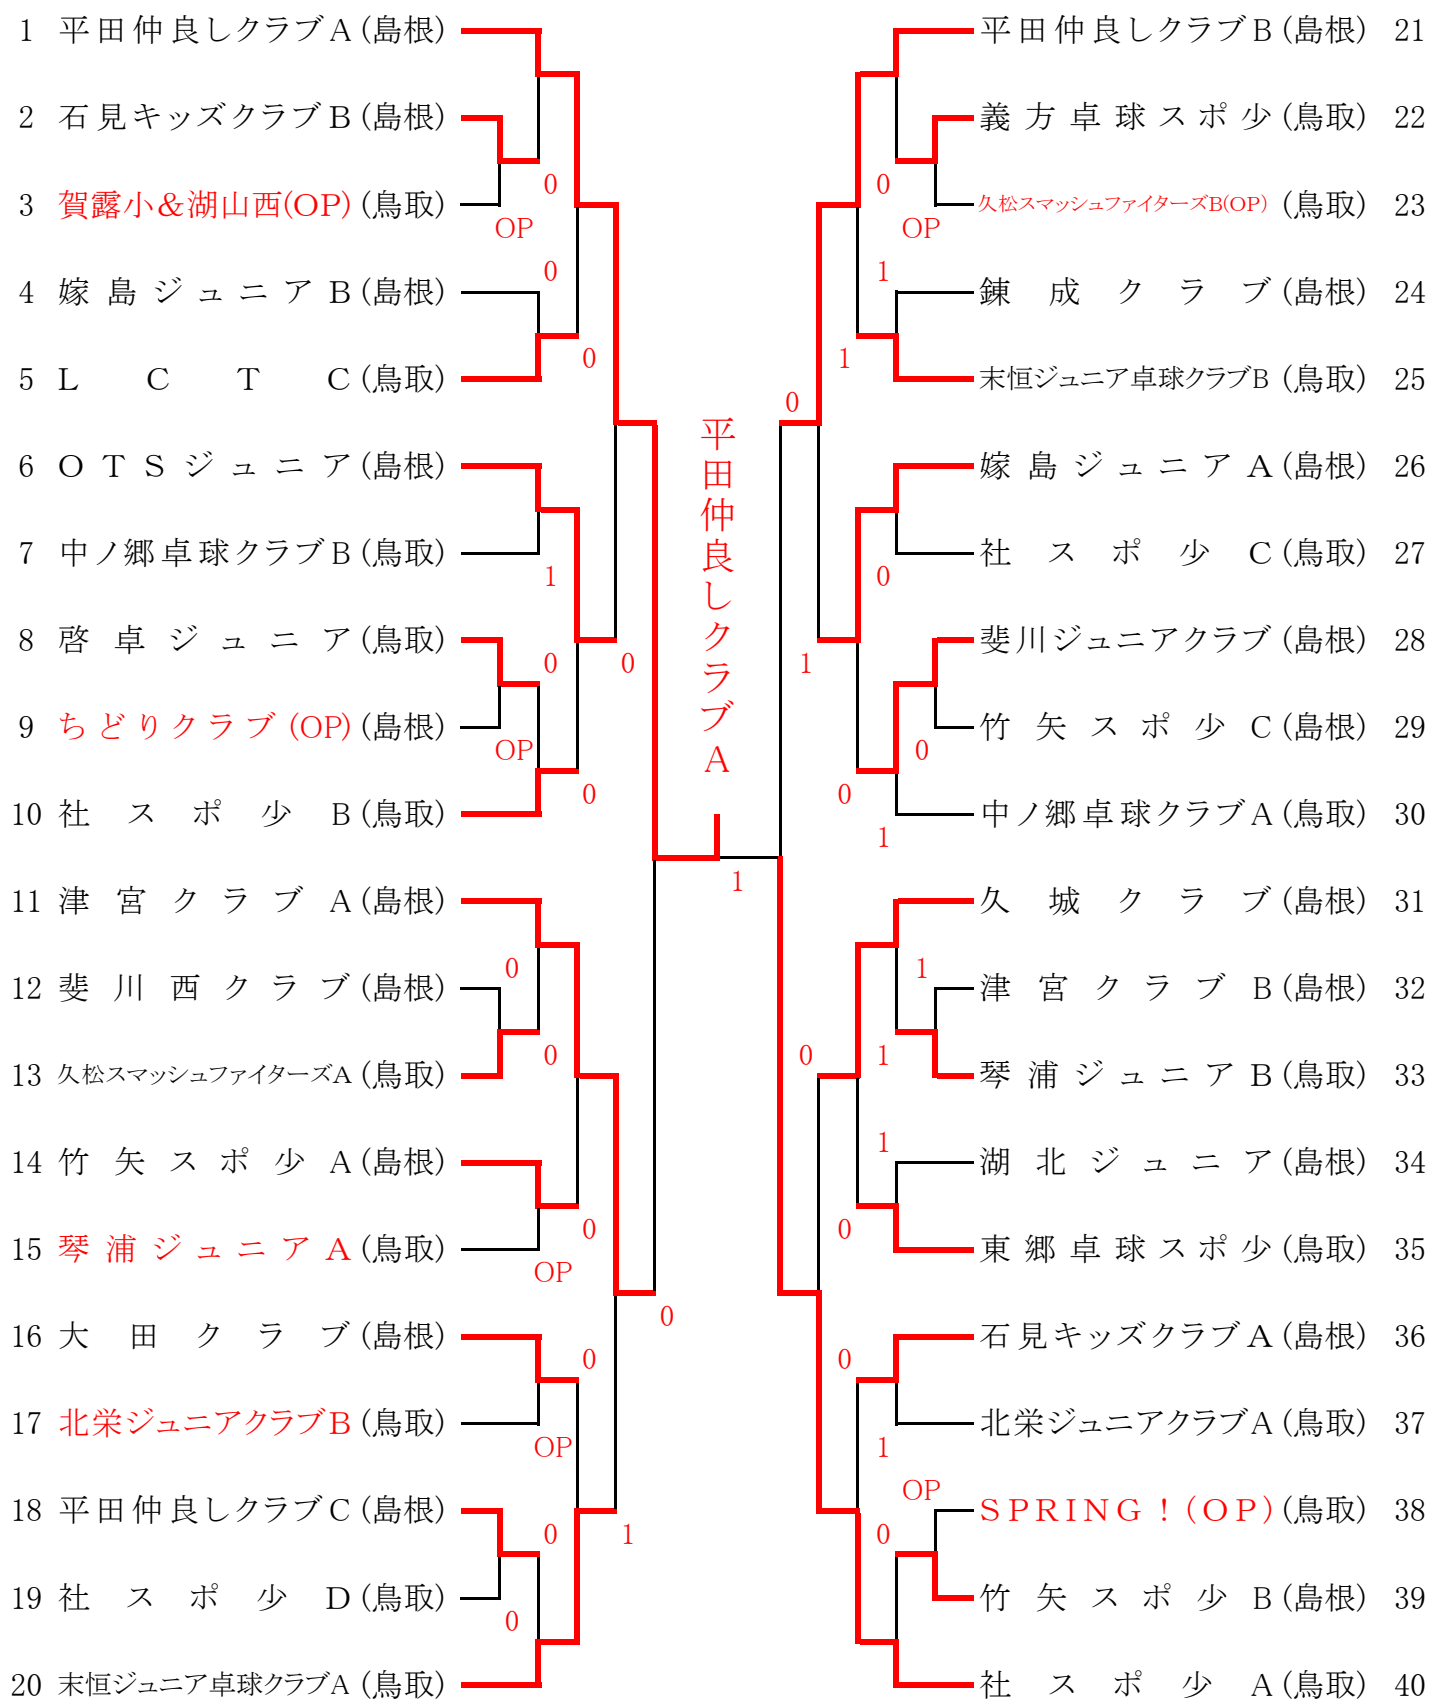 1 平田仲良しクラブA (島根)
2 石見キッズクラブB (島根)
3 賀露小&湖山西(OP) (鳥取)
4 嫁島ジュニアB (島根)
5 LCTC (鳥取)
6 OTSジュニア (島根)
7 中ノ郷卓球クラブB (鳥取)
8 啓卓ジュニア (鳥取)
9 ちどりクラブ(OP) (島根)
10 社スポ少B (鳥取)
11 津宮クラブA (島根)
12 斐川西クラブ (島根)
13 久松スマッシュファイターズA (鳥取)
14 竹矢スポ少A (島根)
15 琴浦ジュニアA (鳥取)
16 大田クラブ (島根)
17 北栄ジュニアクラブB (鳥取)
18 平田仲良しクラブC (島根)
19 社スポ少D (鳥取)
20 末恒ジュニア卓球クラブA (鳥取)
0
OP
0
0
1
0
0
OP
0
0
0
0
OP
0
0
OP
0
1
0
平田仲良しクラブA
1
0
0
OP
1
1
0
1
0
0
1
1
0
1
1
0
0
1
OP
0
平田仲良しクラブB (島根) 21
義方卓球スポ少 (鳥取) 22
久松スマッシュファイターズB(OP) (鳥取) 23
錬成クラブ (島根) 24
末恒ジュニア卓球クラブB (鳥取) 25
嫁島ジュニアA (島根) 26
社スポ少C (鳥取) 27
斐川ジュニアクラブ (島根) 28
竹矢スポ少C (島根) 29
中ノ郷卓球クラブA (鳥取) 30
久城クラブ (島根) 31
津宮クラブB (島根) 32
琴浦ジュニアB (鳥取) 33
湖北ジュニア (島根) 34
東郷卓球スポ少 (鳥取) 35
石見キッズクラブA (島根) 36
北栄ジュニアクラブA (鳥取) 37
SPRING!(OP) (鳥取) 38
竹矢スポ少B (島根) 39
社スポ少A (鳥取) 40